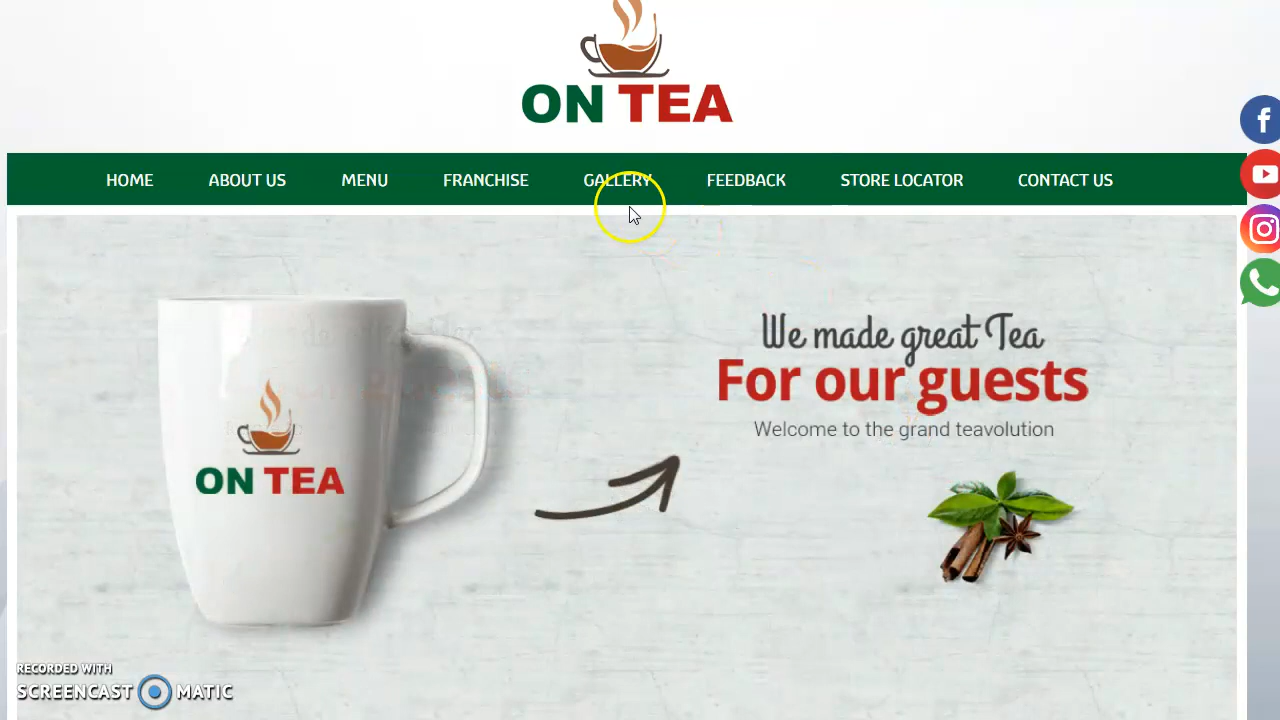 ON TEA
HOME ABOUT US MENU FRANCHISE GALLERY FEEDBACK STORE LOCATOR CONTACT US
We made great Tea
For our guests
Welcome to the grand teavolution
ON TEA
RECORDED WITH
SCREENCAST MATIC